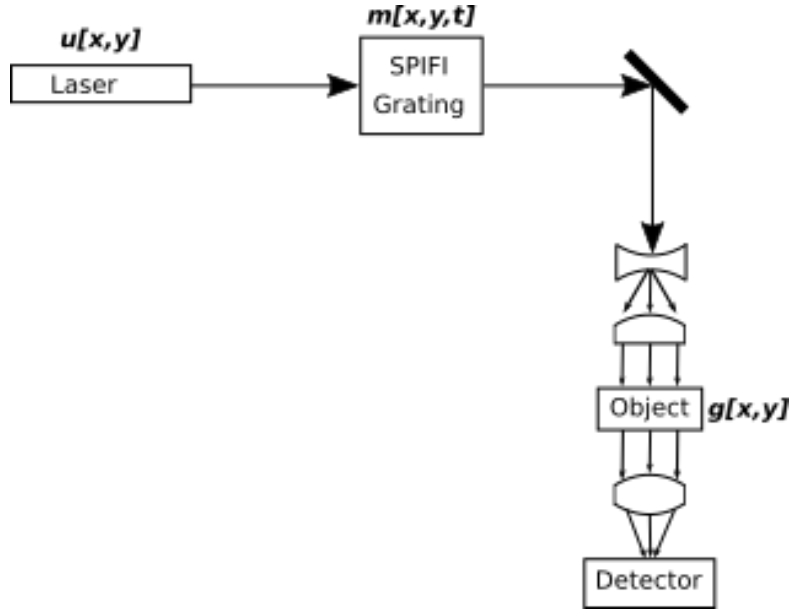 u[x,y]
Laser
m[x,y,t]
SPIFI
Grating
Object
g[x,y]
Detector